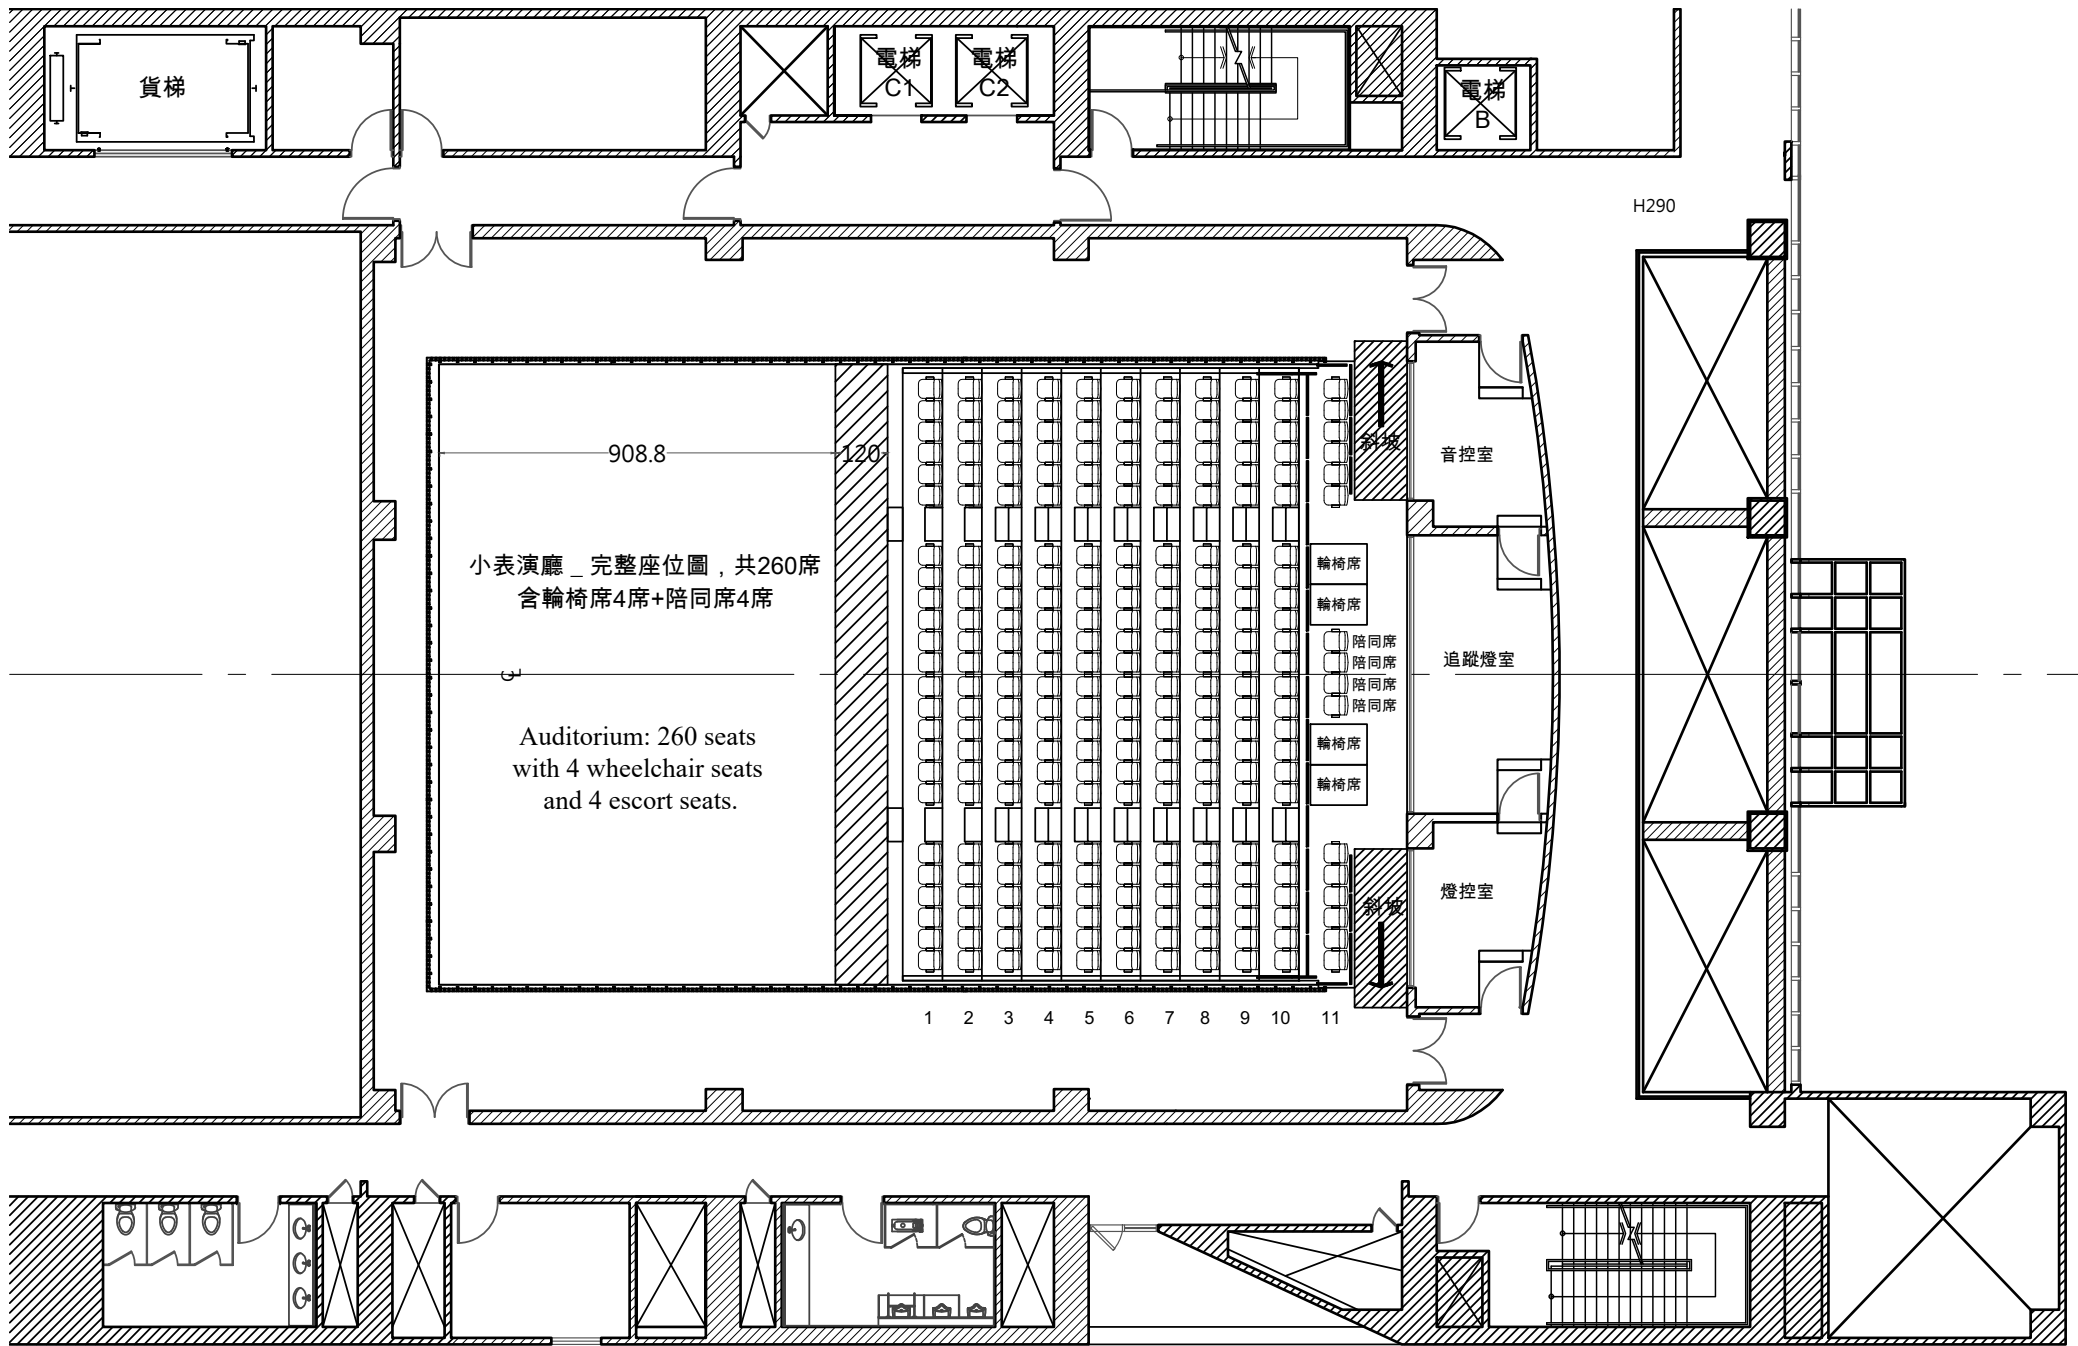 貨梯
電梯
C1
電梯
C2
電梯
B
H290
908.8
120
斜坡
音控室
小表演廳 _ 完整座位圖，共260席
含輪椅席4席+陪同席4席
輪椅席
輪椅席
陪同席
陪同席
陪同席
陪同席
追蹤燈室
Auditorium: 260 seats
with 4 wheelchair seats
and 4 escort seats.
輪椅席
輪椅席
斜坡
燈控室
1 2 3 4 5 6 7 8 9 10 11